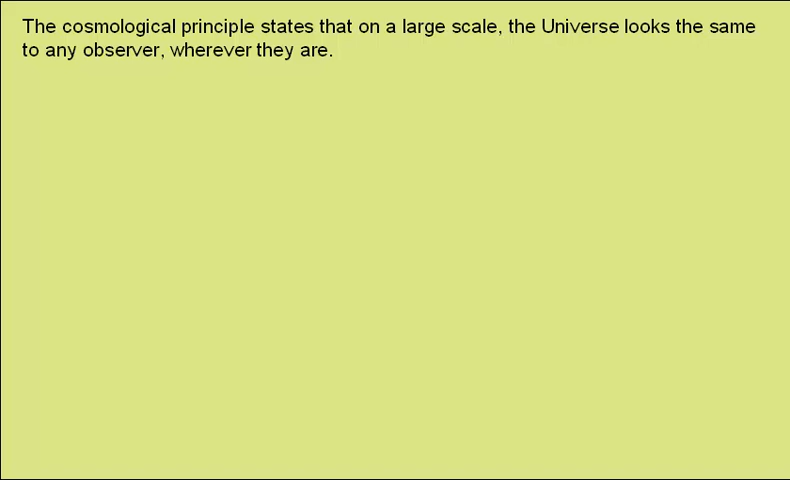 The cosmological principle states that on a large scale, the Universe looks the same
to any observer, wherever they are.